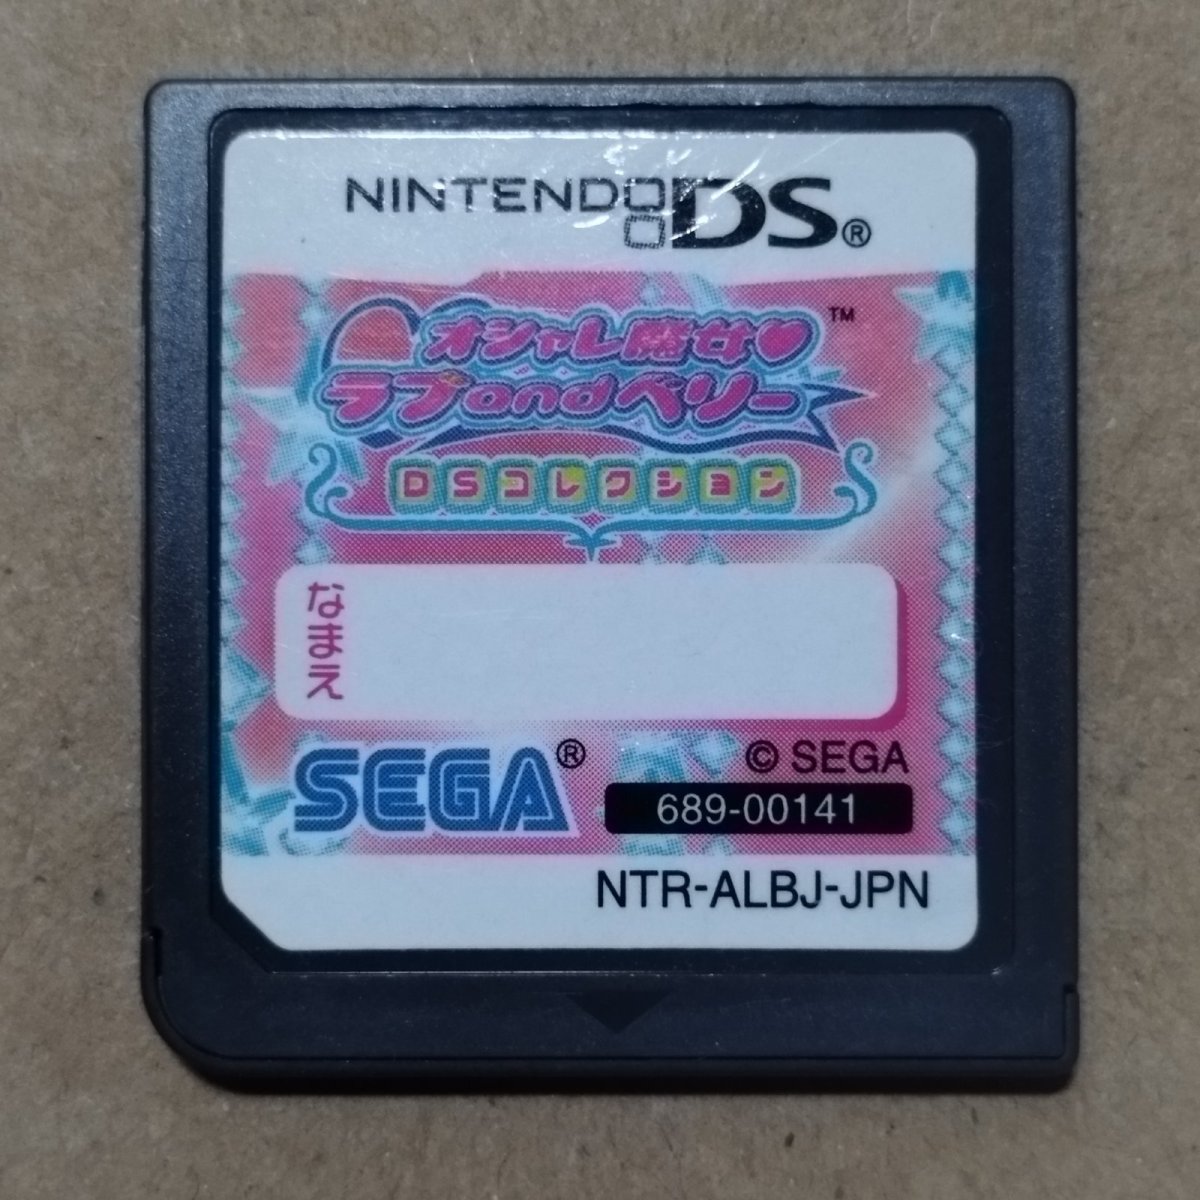 NINTENDO DS®
オシャレ魔女♥™
ラブandベリー
DSコレクション
なまえ
SEGA®
© SEGA
689-00141
NTR-ALBJ-JPN